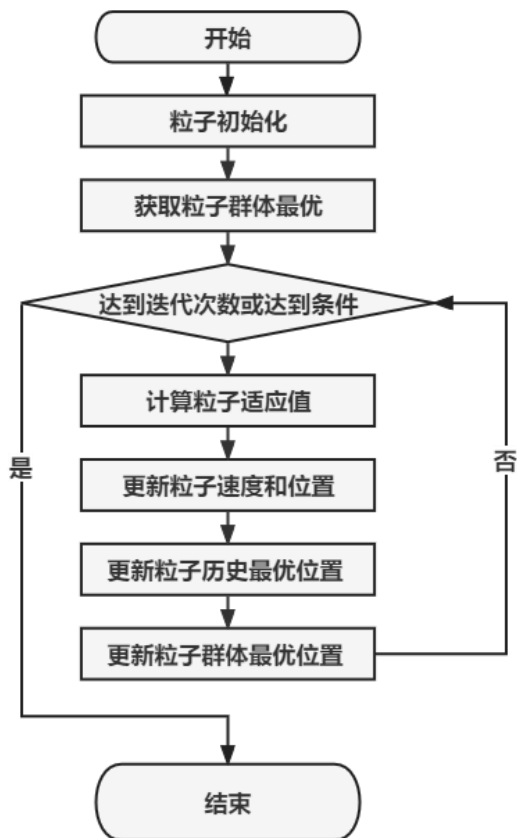 开始
粒子初始化
获取粒子群体最优
达到迭代次数或达到条件
计算粒子适应值
是
否
更新粒子速度和位置
更新粒子历史最优位置
更新粒子群体最优位置
结束